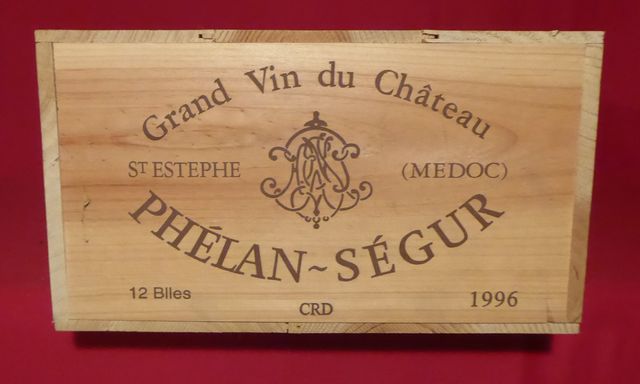 Grand Vin du Château
ST ESTEPHE
(MEDOC)
PHÉLAN~SÉGUR
12 Blles
CRD
1996